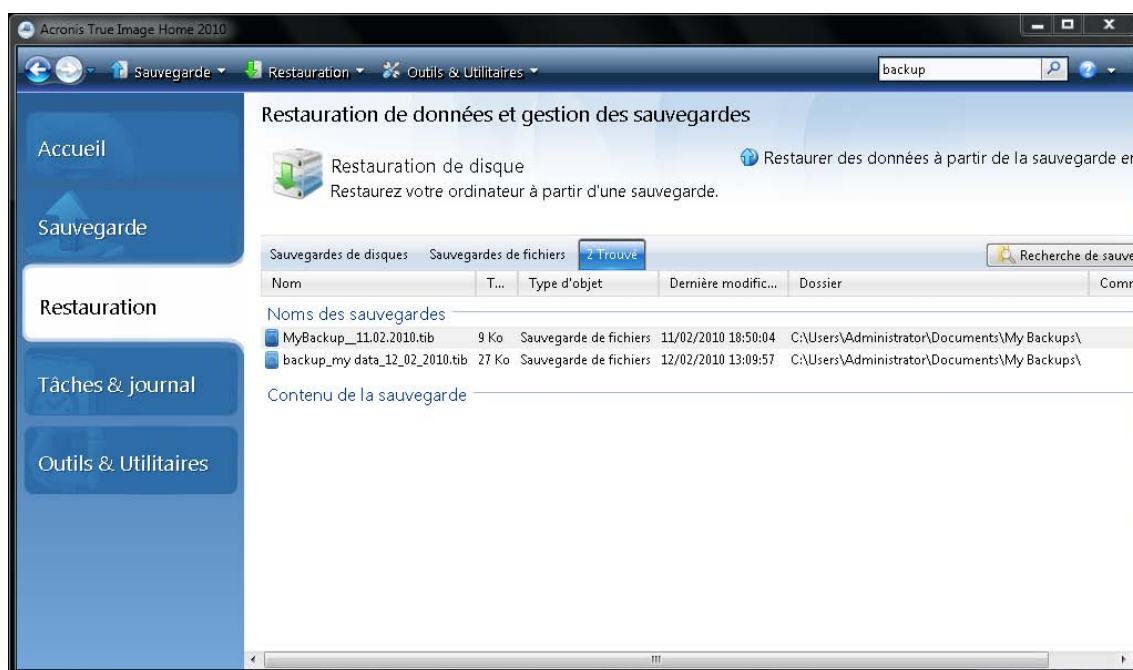 Acronis True Image Home 2010
Sauvegarde Restauration Outils & Utilitaires backup
Restauration de données et gestion des sauvegardes
Accueil
Restauration de disque
Restaurez votre ordinateur à partir d'une sauvegarde.
Restaurer des données à partir de la sauvegarde en
Sauvegarde
Sauvegardes de disques Sauvegardes de fichiers 2 Trouvé Recherche de sauve
Nom T... Type d'objet Dernière modific... Dossier Comr
Restauration
Noms des sauvegardes
MyBackup__11.02.2010.tib 9 Ko Sauvegarde de fichiers 11/02/2010 18:50:04 C:\Users\Administrator\Documents\My Backups\
backup_my data_12_02_2010.tib 27 Ko Sauvegarde de fichiers 12/02/2010 13:09:57 C:\Users\Administrator\Documents\My Backups\
Tâches & journal
Contenu de la sauvegarde
Outils & Utilitaires